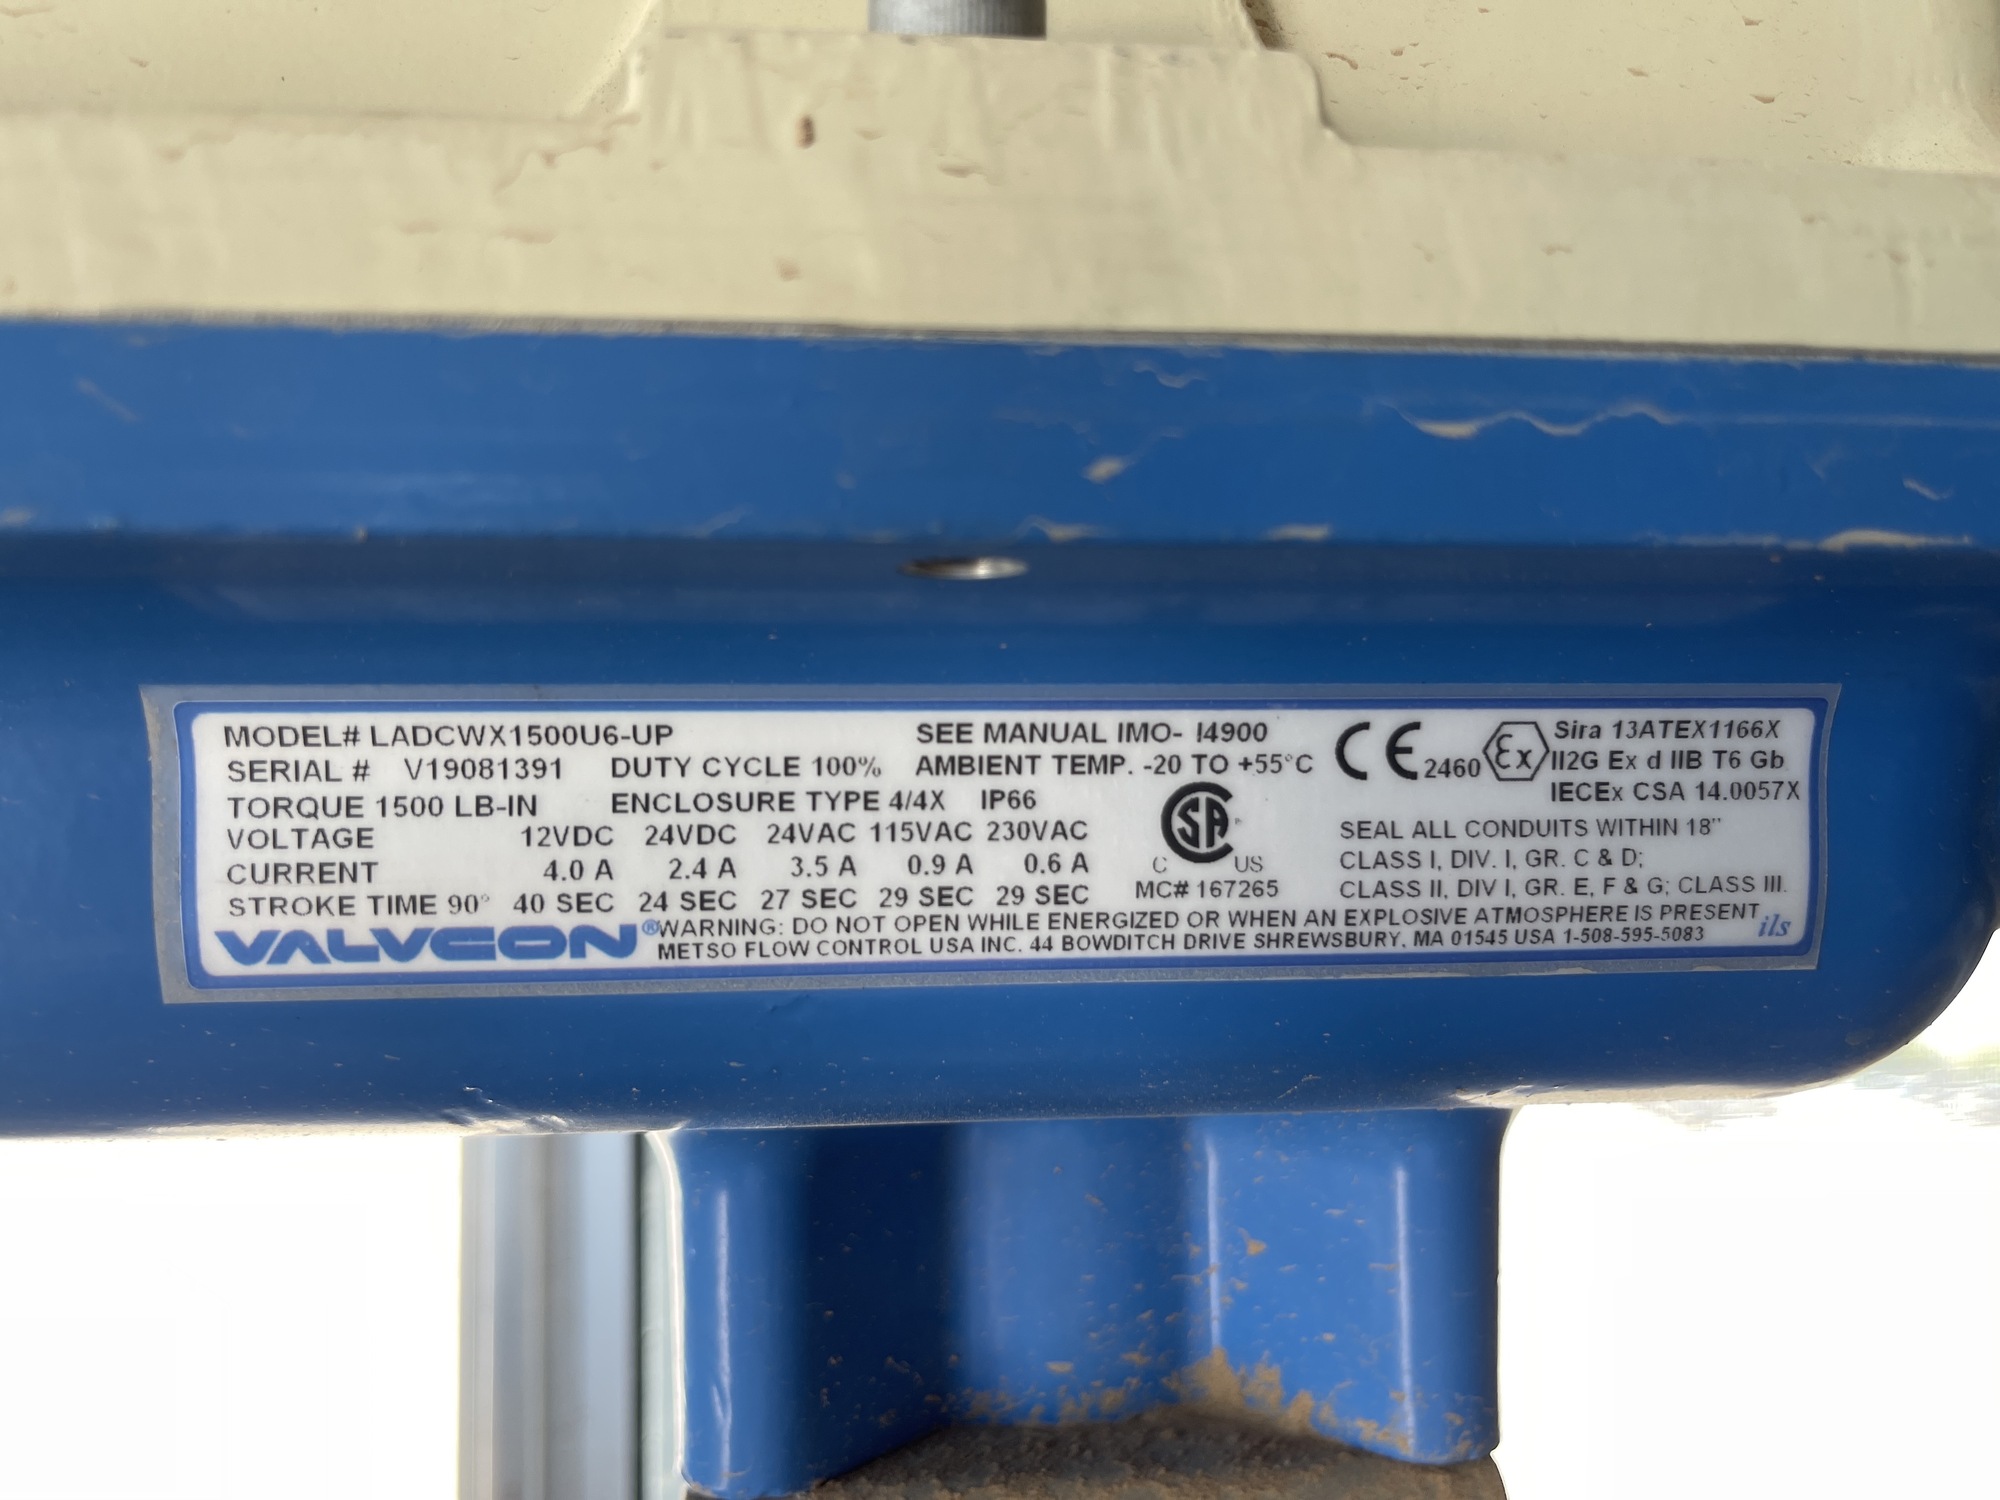 MODEL# LADCWX1500U6-UP SEE MANUAL IMO- I4900
SERIAL # V19081391 DUTY CYCLE 100% AMBIENT TEMP. -20 TO +55°C
TORQUE 1500 LB-IN ENCLOSURE TYPE 4/4X IP66
VOLTAGE 12VDC 24VDC 24VAC 115VAC 230VAC
CURRENT 4.0 A 2.4 A 3.5 A 0.9 A 0.6 A
STROKE TIME 90° 40 SEC 24 SEC 27 SEC 29 SEC 29 SEC
C SA US
MC# 167265
CE 2460 Ex Sira 13ATEX1166X
II2G Ex d IIB T6 Gb
IECEx CSA 14.0057X
SEAL ALL CONDUITS WITHIN 18"
CLASS I, DIV. I, GR. C & D;
CLASS II, DIV I, GR. E, F & G; CLASS III.
VALVCON® WARNING: DO NOT OPEN WHILE ENERGIZED OR WHEN AN EXPLOSIVE ATMOSPHERE IS PRESENT
METSO FLOW CONTROL USA INC. 44 BOWDITCH DRIVE SHREWSBURY, MA 01545 USA 1-508-595-5083
ils